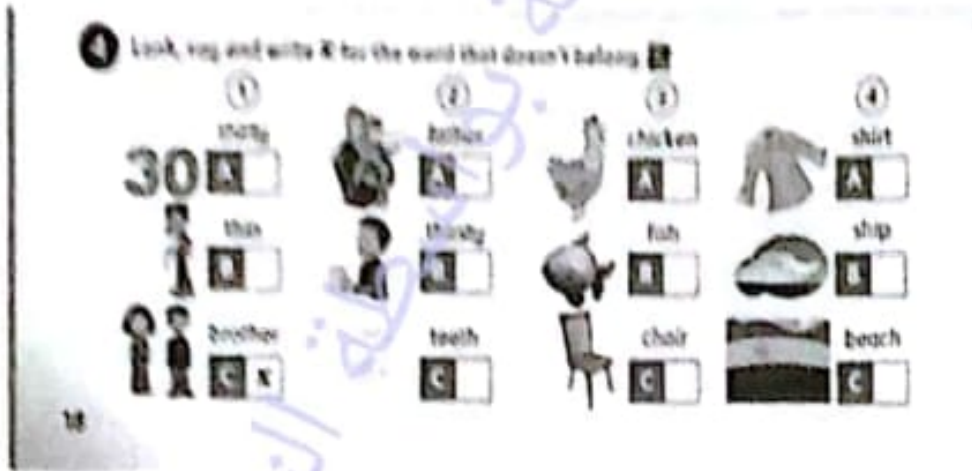 4 Look, say and write X for the word that doesn't belong.
1 2 3 4
thirty chicken shirt
30 A A A A
thin thirsty fish ship
B B B B
brother teeth chair beach
C X C C C
18